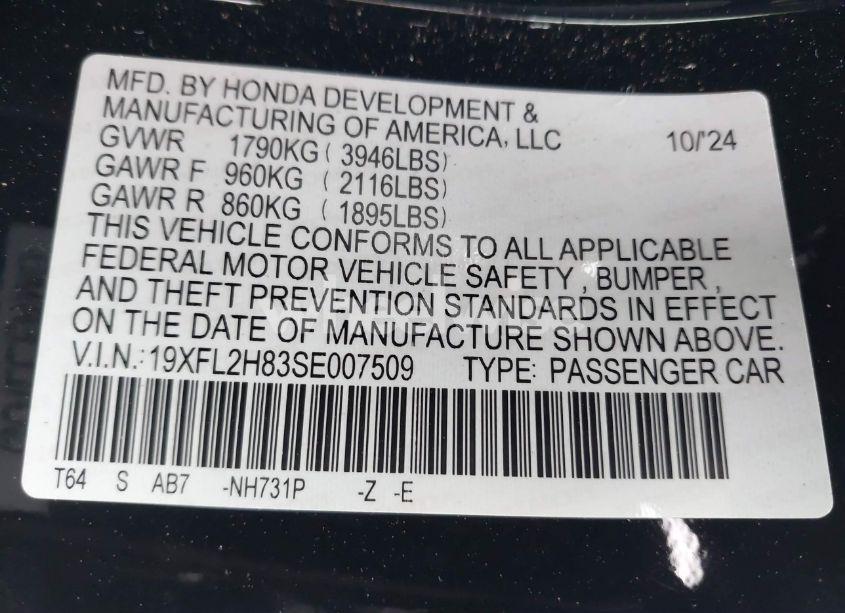 MFD. BY HONDA DEVELOPMENT &
MANUFACTURING OF AMERICA, LLC 10/'24
GVWR 1790KG ( 3946LBS)
GAWR F 960KG ( 2116LBS)
GAWR R 860KG ( 1895LBS)
THIS VEHICLE CONFORMS TO ALL APPLICABLE
FEDERAL MOTOR VEHICLE SAFETY , BUMPER ,
AND THEFT PREVENTION STANDARDS IN EFFECT
ON THE DATE OF MANUFACTURE SHOWN ABOVE.
V.I.N.: 19XFL2H83SE007509 TYPE: PASSENGER CAR
T64 S AB7 -NH731P -Z -E